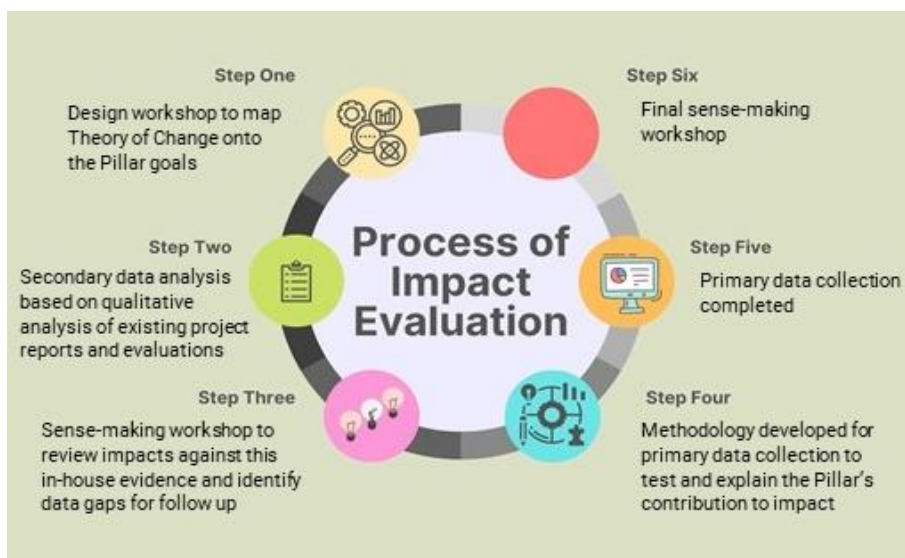 Step One
Design workshop to map
Theory of Change onto
the Pillar goals
Step Two
Secondary data analysis
based on qualitative
analysis of existing project
reports and evaluations
Step Three
Sense-making workshop to
review impacts against this
in-house evidence and identify
data gaps for follow up
Process of
Impact
Evaluation
Step Four
Methodology developed for
primary data collection to
test and explain the Pillar's
contribution to impact
Step Five
Primary data collection
completed
Step Six
Final sense-making
workshop